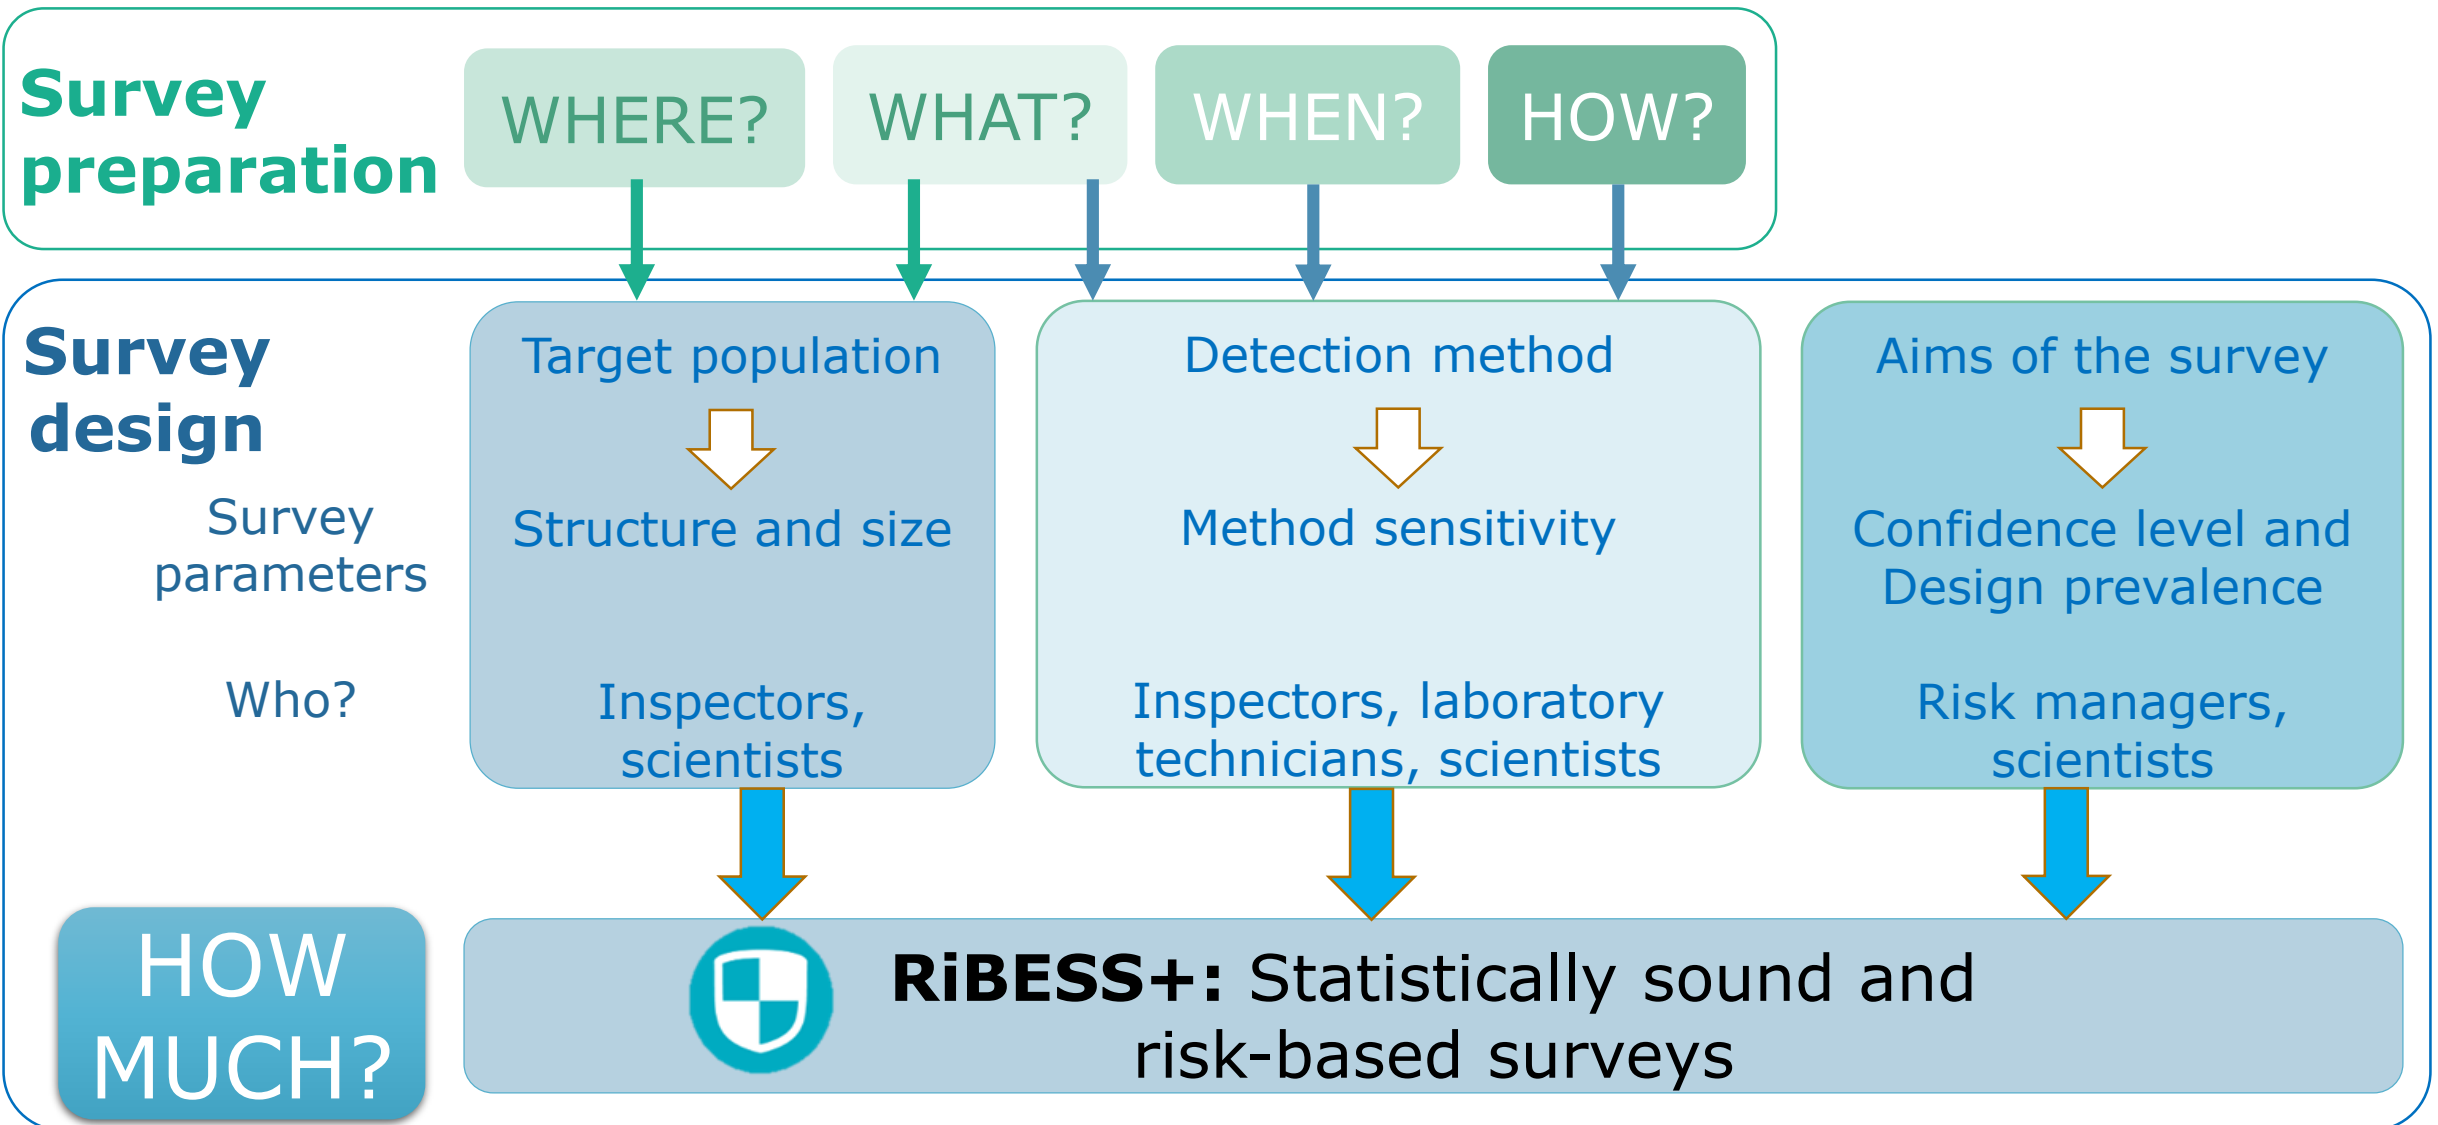 Survey
preparation
WHERE?
WHAT?
WHEN?
HOW?
Survey
design
Survey
parameters
Who?
Target population
Structure and size
Inspectors,
scientists
Detection method
Method sensitivity
Inspectors, laboratory
technicians, scientists
Aims of the survey
Confidence level and
Design prevalence
Risk managers,
scientists
HOW
MUCH?
RiBESS+: Statistically sound and
risk-based surveys